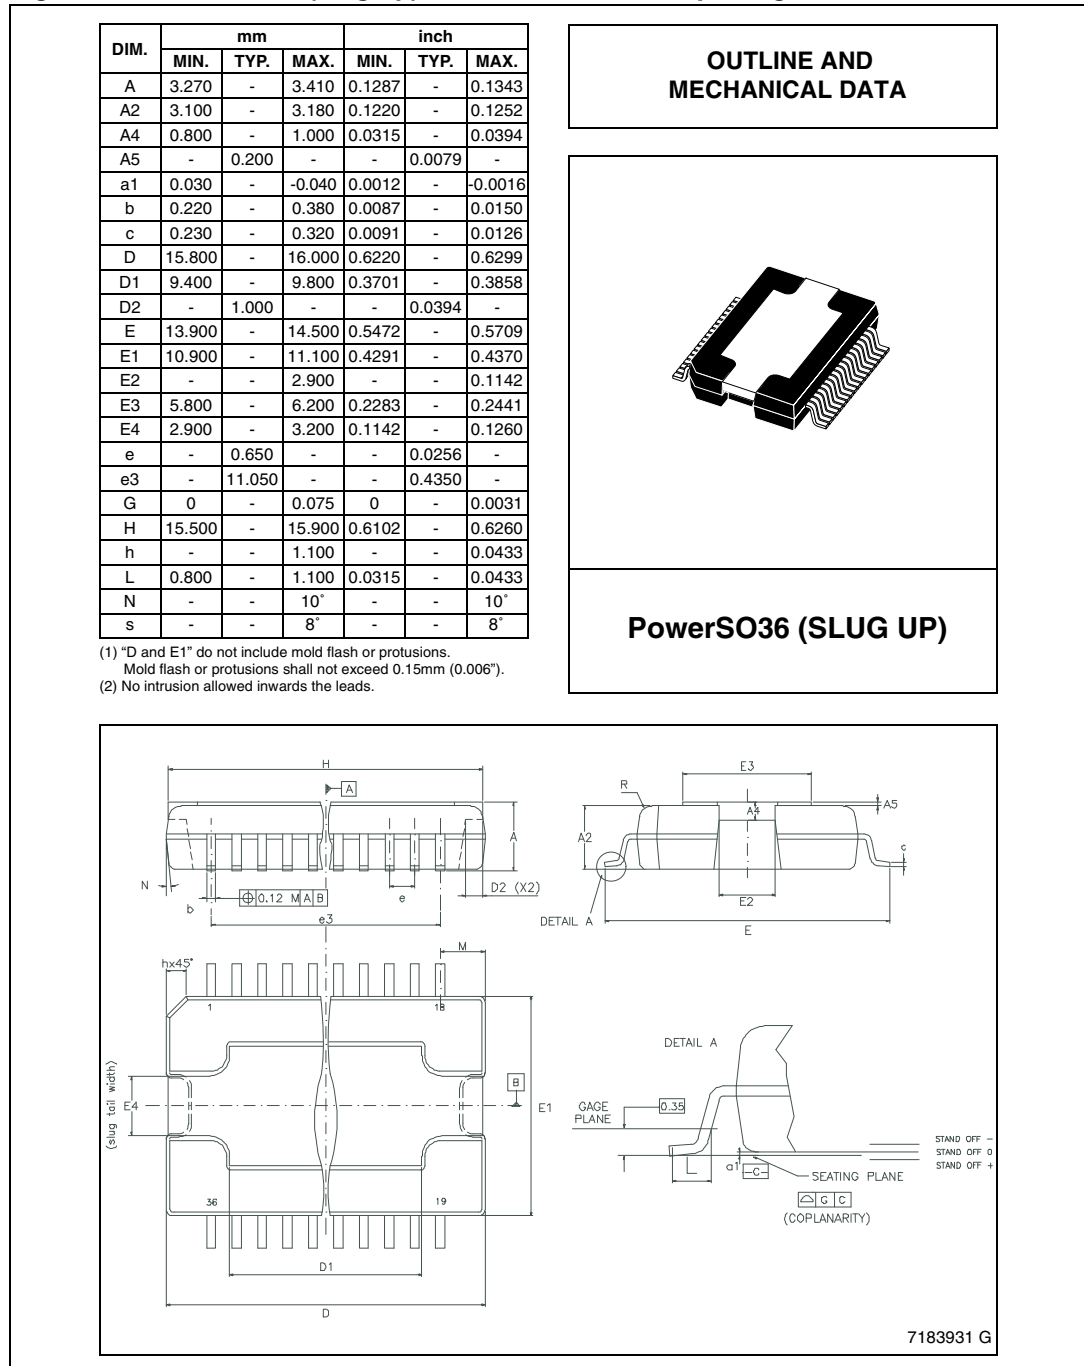 DIM. mm inch
MIN. TYP. MAX. MIN. TYP. MAX.
A 3.270 - 3.410 0.1287 - 0.1343
A2 3.100 - 3.180 0.1220 - 0.1252
A4 0.800 - 1.000 0.0315 - 0.0394
A5 - 0.200 - - 0.0079 -
a1 0.030 - -0.040 0.0012 - -0.0016
b 0.220 - 0.380 0.0087 - 0.0150
c 0.230 - 0.320 0.0091 - 0.0126
D 15.800 - 16.000 0.6220 - 0.6299
D1 9.400 - 9.800 0.3701 - 0.3858
D2 - 1.000 - - 0.0394 -
E 13.900 - 14.500 0.5472 - 0.5709
E1 10.900 - 11.100 0.4291 - 0.4370
E2 - - 2.900 - - 0.1142
E3 5.800 - 6.200 0.2283 - 0.2441
E4 2.900 - 3.200 0.1142 - 0.1260
e - 0.650 - - 0.0256 -
e3 - 11.050 - - 0.4350 -
G 0 - 0.075 0 - 0.0031
H 15.500 - 15.900 0.6102 - 0.6260
h - - 1.100 - - 0.0433
L 0.800 - 1.100 0.0315 - 0.0433
N - - 10˚ - - 10˚
s - - 8˚ - - 8˚
(1) “D and E1” do not include mold flash or protusions.
Mold flash or protusions shall not exceed 0.15mm (0.006”).
(2) No intrusion allowed inwards the leads.
OUTLINE AND
MECHANICAL DATA
PowerSO36 (SLUG UP)
H
A
A
N
b
0.12 M A B
e
D2 (X2)
e3
E3
R
A4
A5
A2
c
E2
DETAIL A
E
M
hx45°
1
18
B
E4
(slug tail width)
E1
36
19
D1
D
DETAIL A
GAGE
PLANE
0.35
L
a1
-C-
SEATING PLANE
G C
(COPLANARITY)
STAND OFF -
STAND OFF 0
STAND OFF +
7183931 G